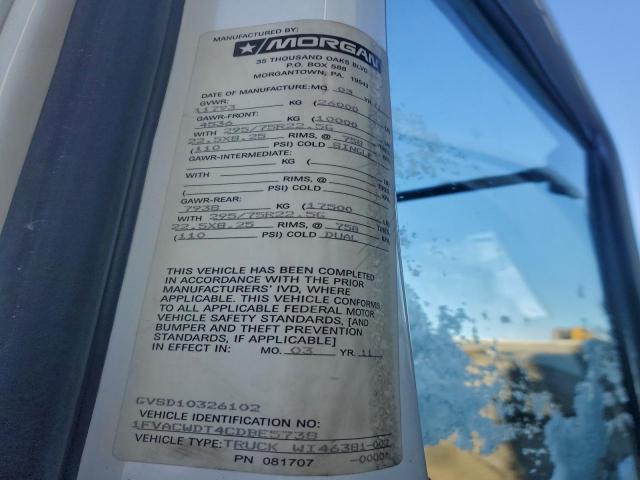 MANUFACTURED BY:
MORGAN
35 THOUSAND OAKS BLVD
P.O. BOX 588
MORGANTOWN, PA. 19543
DATE OF MANUFACTURE: MO. 03 YR.
GVWR: 11793 KG (26000
GAWR-FRONT: 4536 KG (10000
WITH 295/75R22.5G
22.5X8.25 RIMS, @ 758
(110 PSI) COLD SINGLE
GAWR-INTERMEDIATE:
KG (
WITH
RIMS, @
( PSI) COLD
GAWR-REAR:
7938 KG (17500
WITH 295/75R22.5G
22.5X8.25 RIMS, @ 758
(110 PSI) COLD DUAL
THIS VEHICLE HAS BEEN COMPLETED
IN ACCORDANCE WITH THE PRIOR
MANUFACTURERS' IVD, WHERE
APPLICABLE. THIS VEHICLE CONFORMS
TO ALL APPLICABLE FEDERAL MOTOR
VEHICLE SAFETY STANDARDS, [AND
BUMPER AND THEFT PREVENTION
STANDARDS, IF APPLICABLE]
IN EFFECT IN: MO. 03 YR. 11
GVSD10326102
VEHICLE IDENTIFICATION NO:
1FVACWDT4CDBE5738
VEHICLE TYPE: TRUCK WI46381-002
PN 081707 -0000